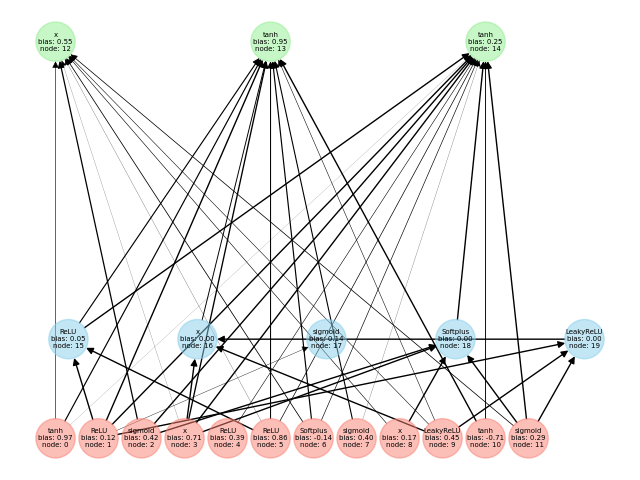 x
bias: 0.55
node: 12
tanh
bias: 0.95
node: 13
tanh
bias: 0.25
node: 14
ReLU
bias: 0.05
node: 15
x
bias: 0.00
node: 16
sigmoid
bias: 0.14
node: 17
Softplus
bias: 0.00
node: 18
LeakyReLU
bias: 0.00
node: 19
tanh
bias: 0.97
node: 0
ReLU
bias: 0.12
node: 1
sigmoid
bias: 0.42
node: 2
x
bias: 0.71
node: 3
ReLU
bias: 0.39
node: 4
ReLU
bias: 0.86
node: 5
Softplus
bias: -0.14
node: 6
sigmoid
bias: 0.40
node: 7
x
bias: 0.17
node: 8
LeakyReLU
bias: 0.45
node: 9
tanh
bias: -0.71
node: 10
sigmoid
bias: 0.29
node: 11